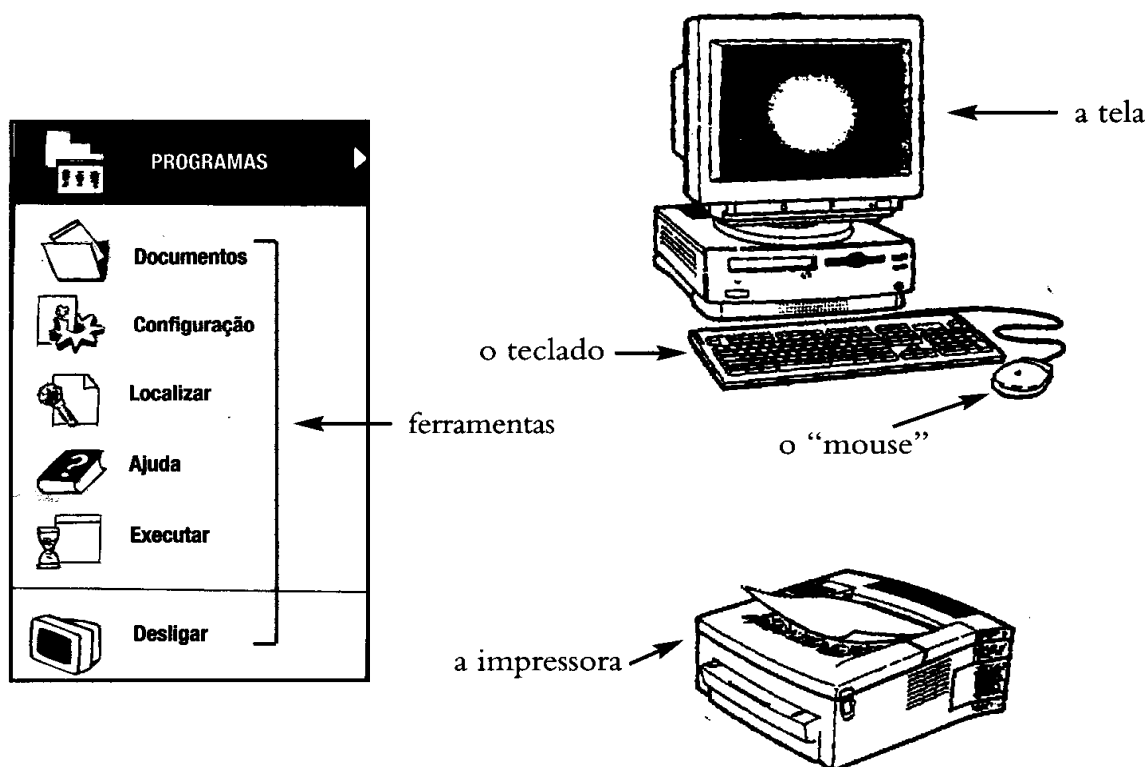 PROGRAMAS
Documentos
Configuração
Localizar
Ajuda
Executar
Desligar
ferramentas
a tela
o teclado
o “mouse”
a impressora